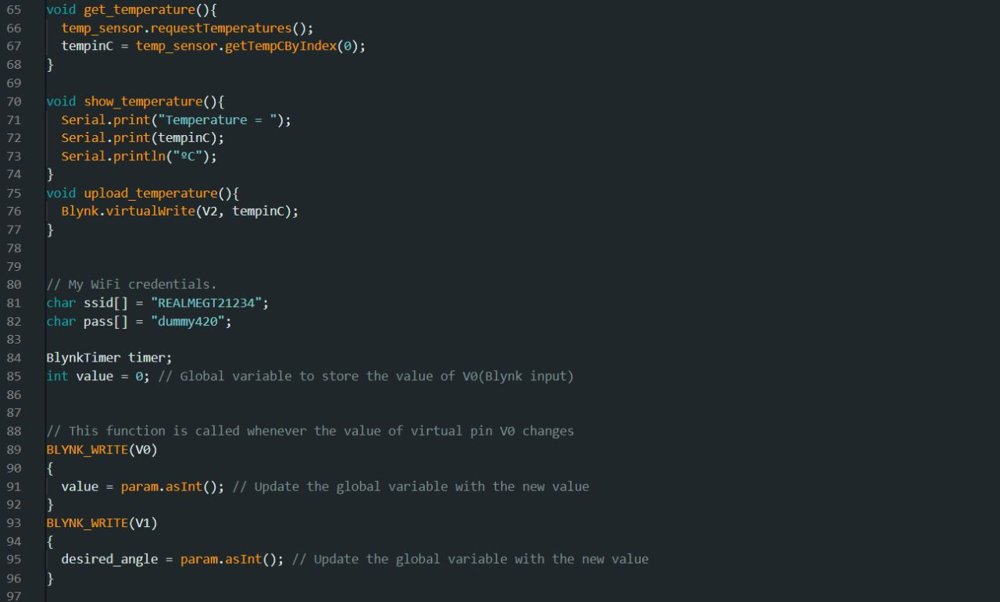 65 void get_temperature(){
66   temp_sensor.requestTemperatures();
67   tempinC = temp_sensor.getTempCByIndex(0);
68 }
69
70 void show_temperature(){
71   Serial.print("Temperature = ");
72   Serial.print(tempinC);
73   Serial.println("ºC");
74 }
75 void upload_temperature(){
76   Blynk.virtualWrite(V2, tempinC);
77 }
78
79
80 // My WiFi credentials.
81 char ssid[] = "REALMEGT21234";
82 char pass[] = "dummy420";
83
84 BlynkTimer timer;
85 int value = 0; // Global variable to store the value of V0(Blynk input)
86
87
88 // This function is called whenever the value of virtual pin V0 changes
89 BLYNK_WRITE(V0)
90 {
91   value = param.asInt(); // Update the global variable with the new value
92 }
93 BLYNK_WRITE(V1)
94 {
95   desired_angle = param.asInt(); // Update the global variable with the new value
96 }
97